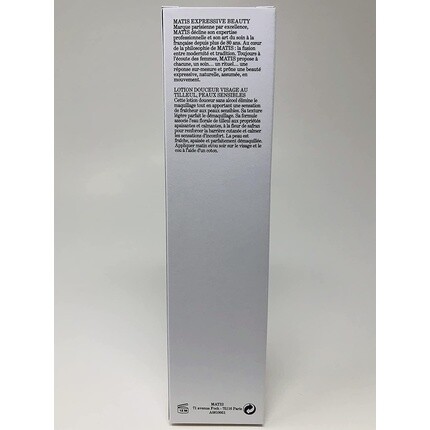 MATIS EXPRESSIVE BEAUTY
Marque parisienne par excellence,
MATIS décline son expertise
professionnelle et son art du soin à la
française depuis plus de 80 ans. Au cœur
de la philosophie de MATIS : la fusion
entre modernité et tradition. Toujours à
l'écoute des femmes, MATIS propose à
chacune, un soin... un rituel... une
réponse sur-mesure et prône une beauté
expressive, naturelle, assumée, en
mouvement.
LOTION DOUCEUR VISAGE AU
TILLEUL, PEAUX SENSIBLES
Cette lotion douceur sans alcool élimine le
maquillage tout en apportant une sensation
de fraîcheur aux peaux sensibles. Sa texture
légère parfait le démaquillage. Sa formule
associe l'eau florale de tilleul aux propriétés
apaisantes et calmantes, à la fleur de safran
pour renforcer la barrière cutanée et calmer
les sensations d'inconfort. La peau est
fraîche, apaisée et parfaitement démaquillée.
Appliquer matin et/ou soir sur le visage et le
cou à l'aide d'un coton.
MATIS
71 avenue Foch - 75116 Paris